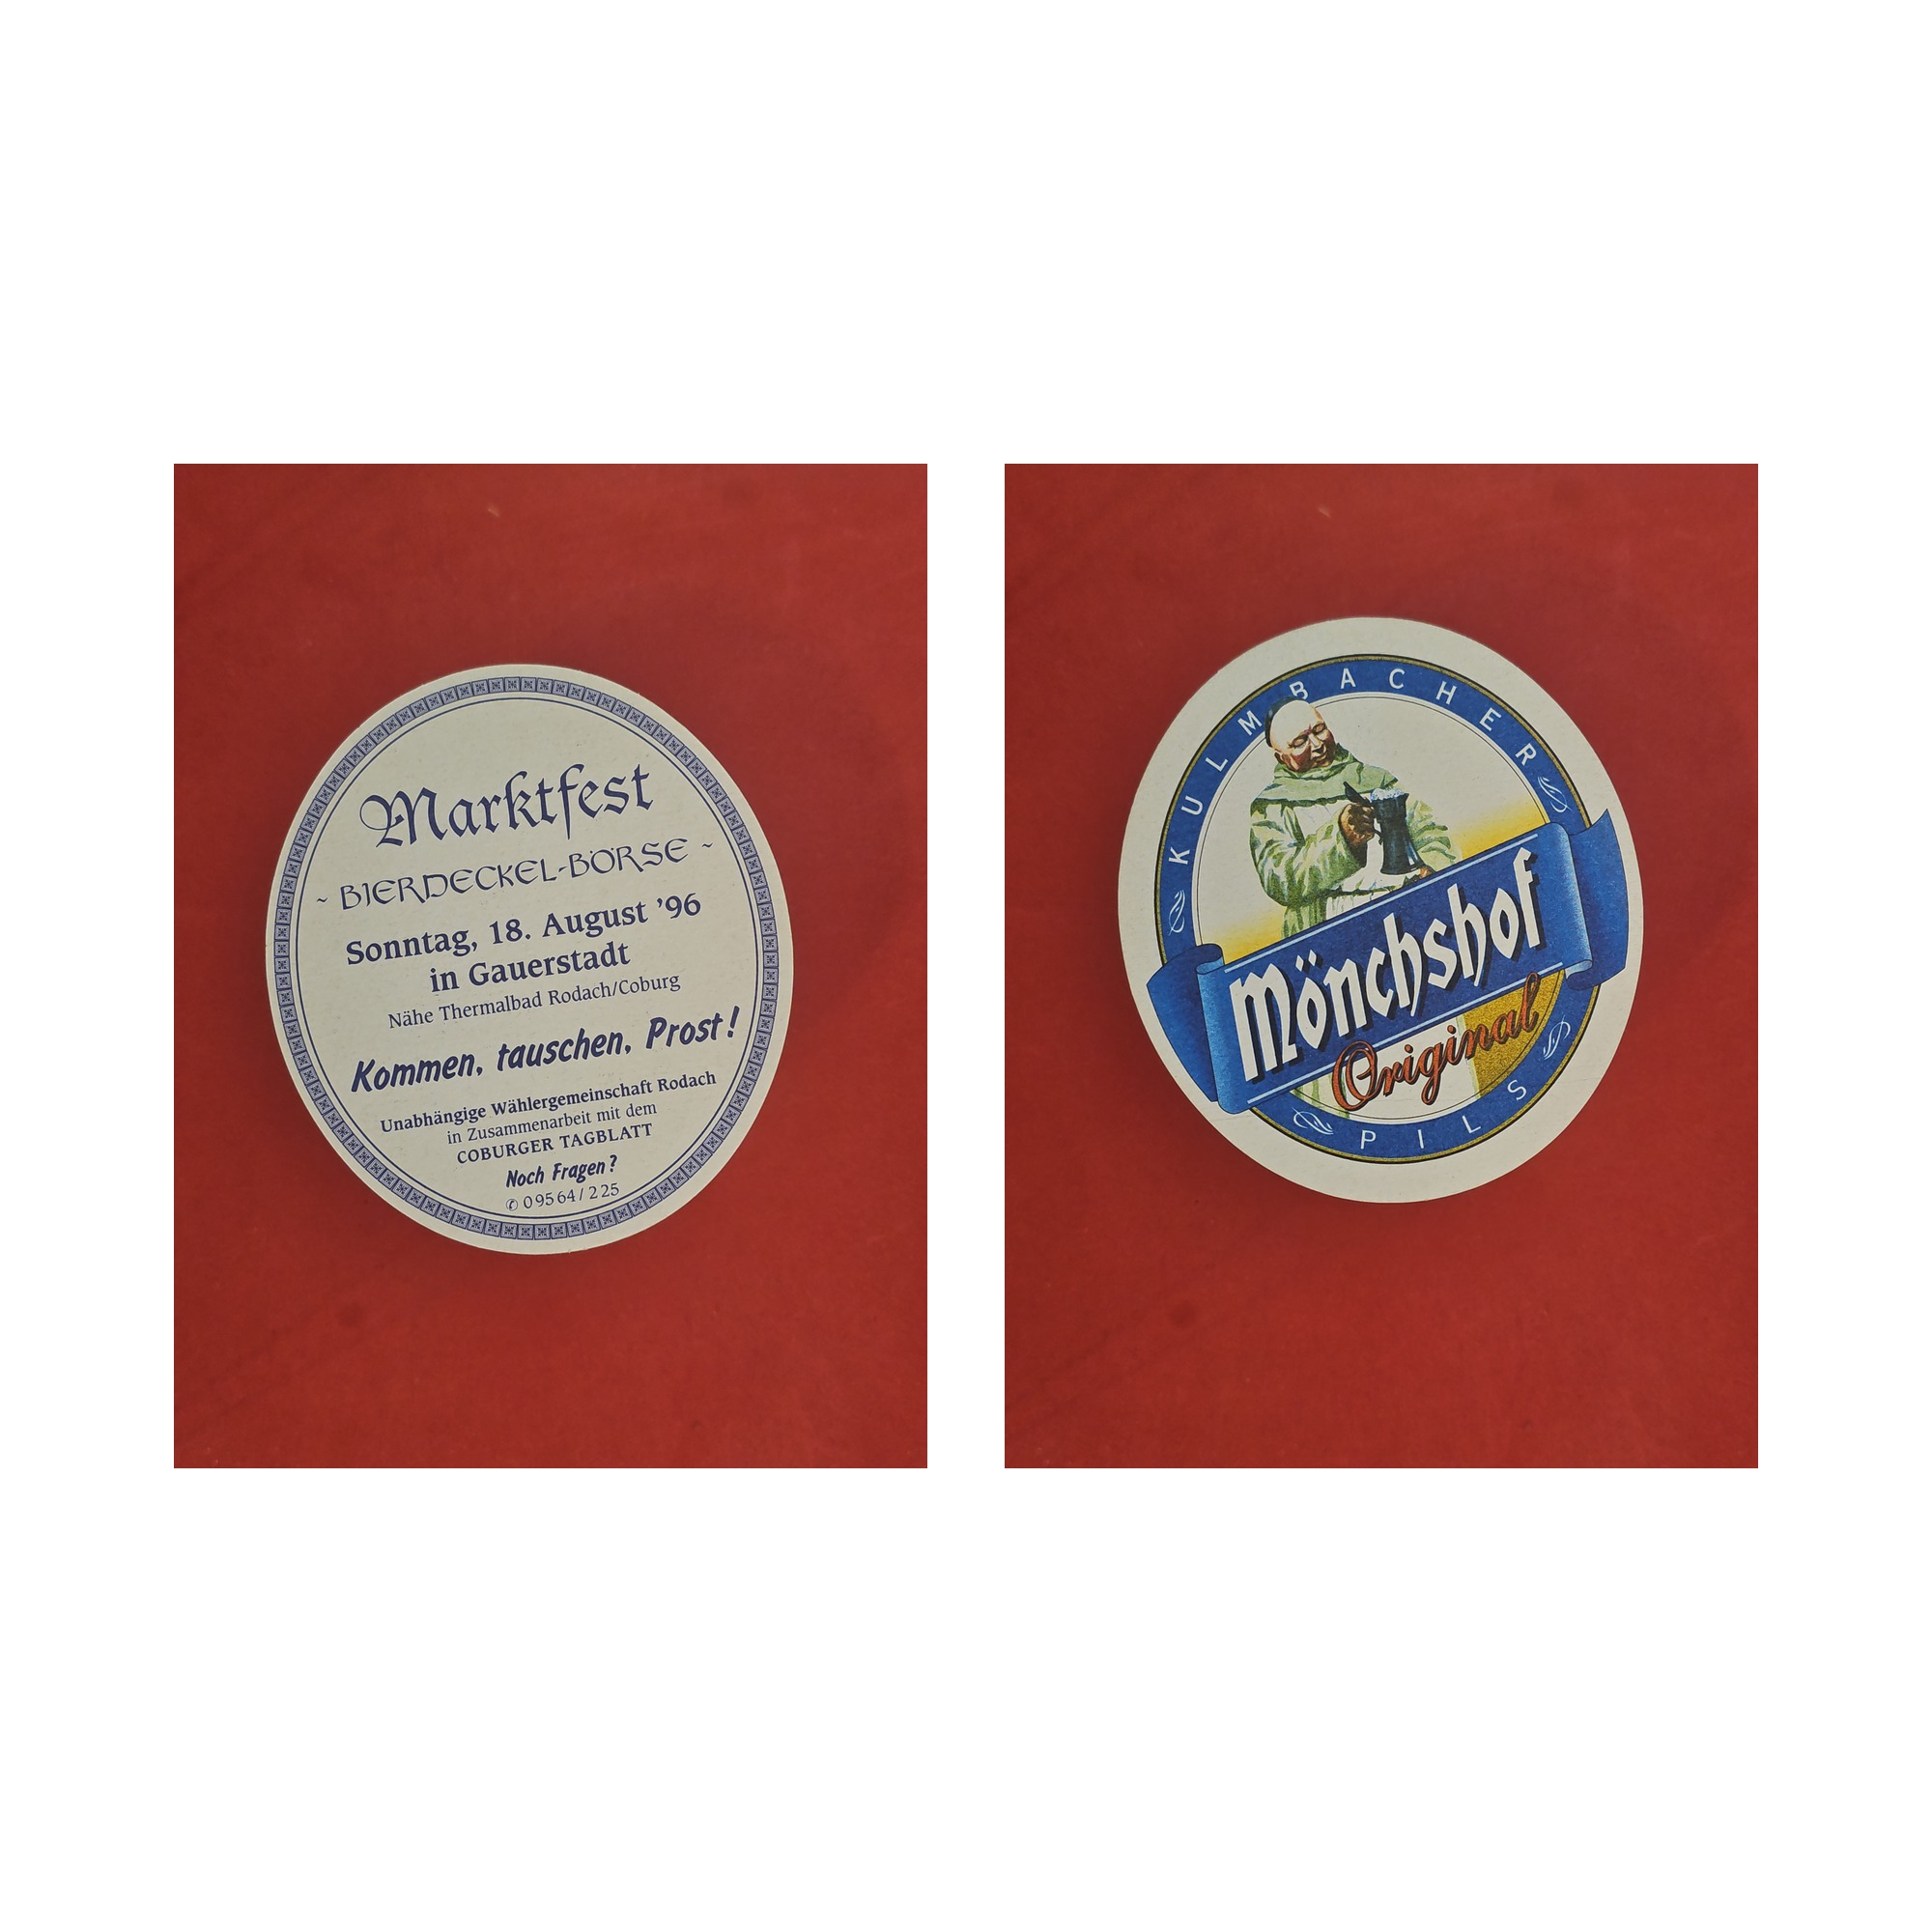 Marktfest
~ BIERDECKEL-BÖRSE ~
Sonntag, 18. August '96
in Gauerstadt
Nähe Thermalbad Rodach/Coburg
Kommen, tauschen, Prost!
Unabhängige Wählergemeinschaft Rodach
in Zusammenarbeit mit dem
COBURGER TAGBLATT
Noch Fragen?
✆ 09564/225
KULMBACHER
Mönchshof
Original
PILS